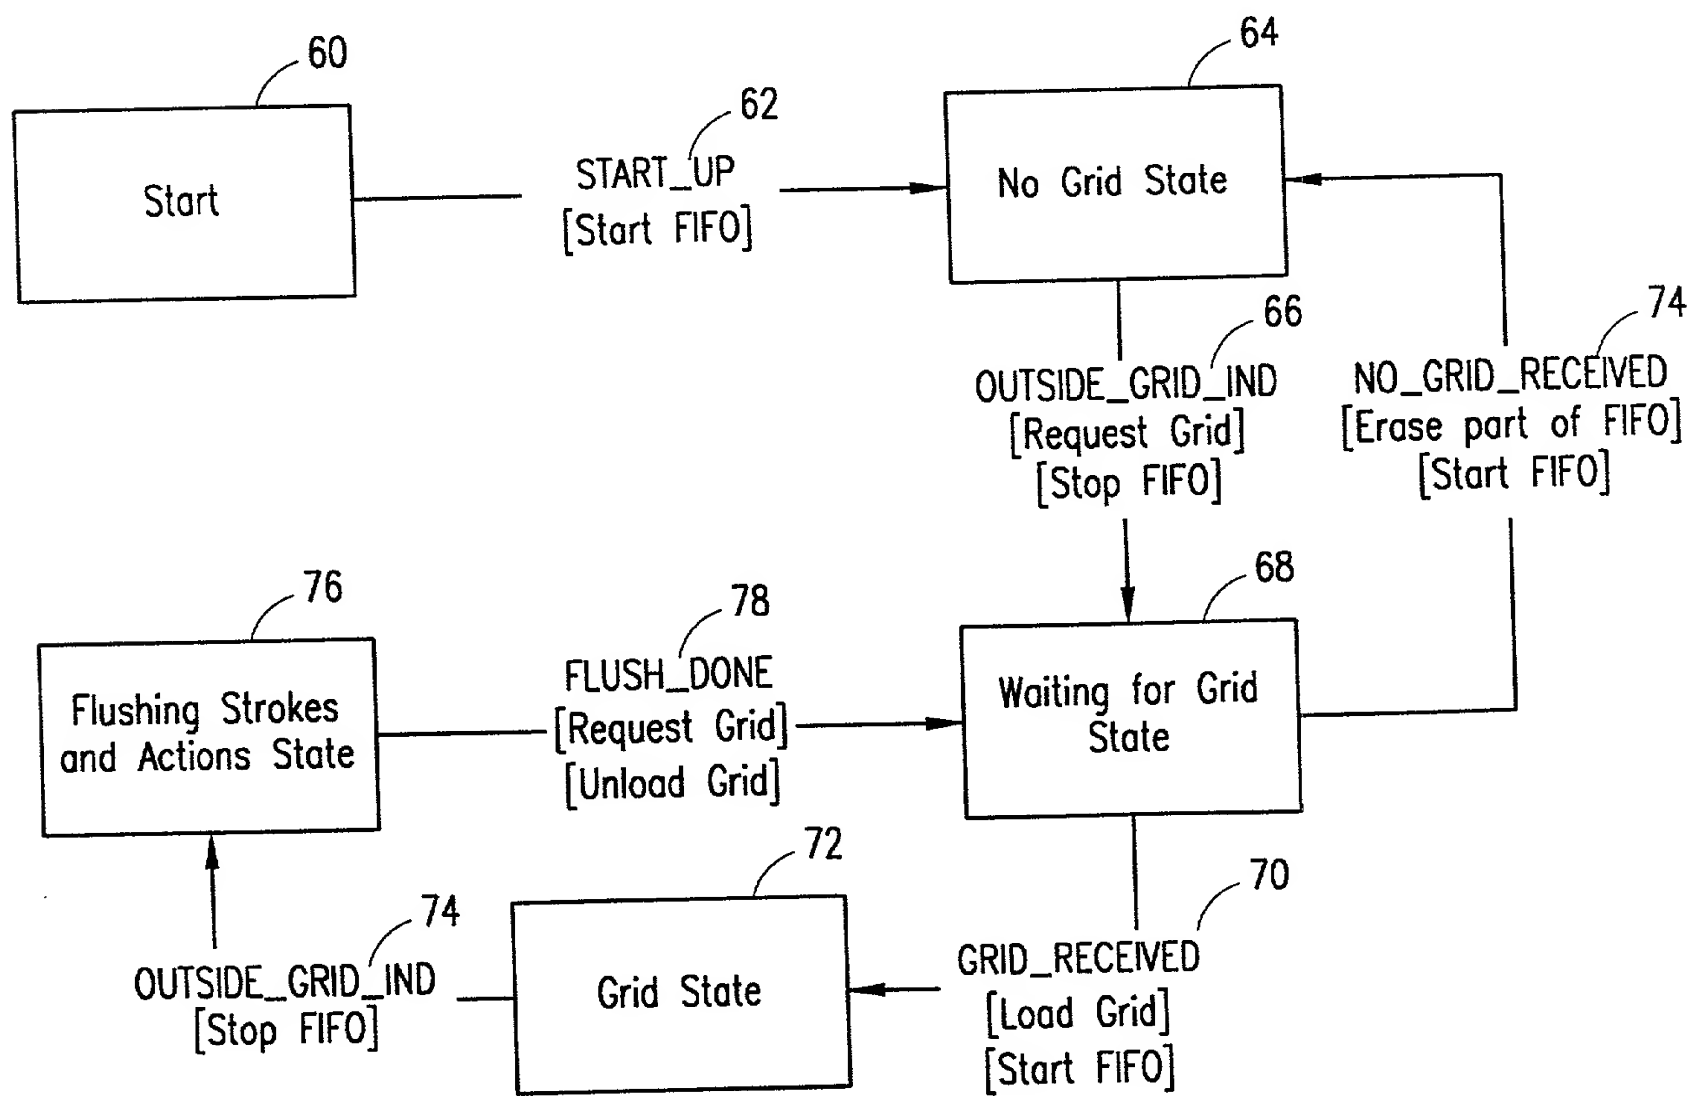 60
Start
62
START_UP
[Start FIFO]
64
No Grid State
66
OUTSIDE_GRID_IND
[Request Grid]
[Stop FIFO]
74
NO_GRID_RECEIVED
[Erase part of FIFO]
[Start FIFO]
76
Flushing Strokes
and Actions State
78
FLUSH_DONE
[Request Grid]
[Unload Grid]
68
Waiting for Grid
State
74
OUTSIDE_GRID_IND
[Stop FIFO]
72
Grid State
70
GRID_RECEIVED
[Load Grid]
[Start FIFO]